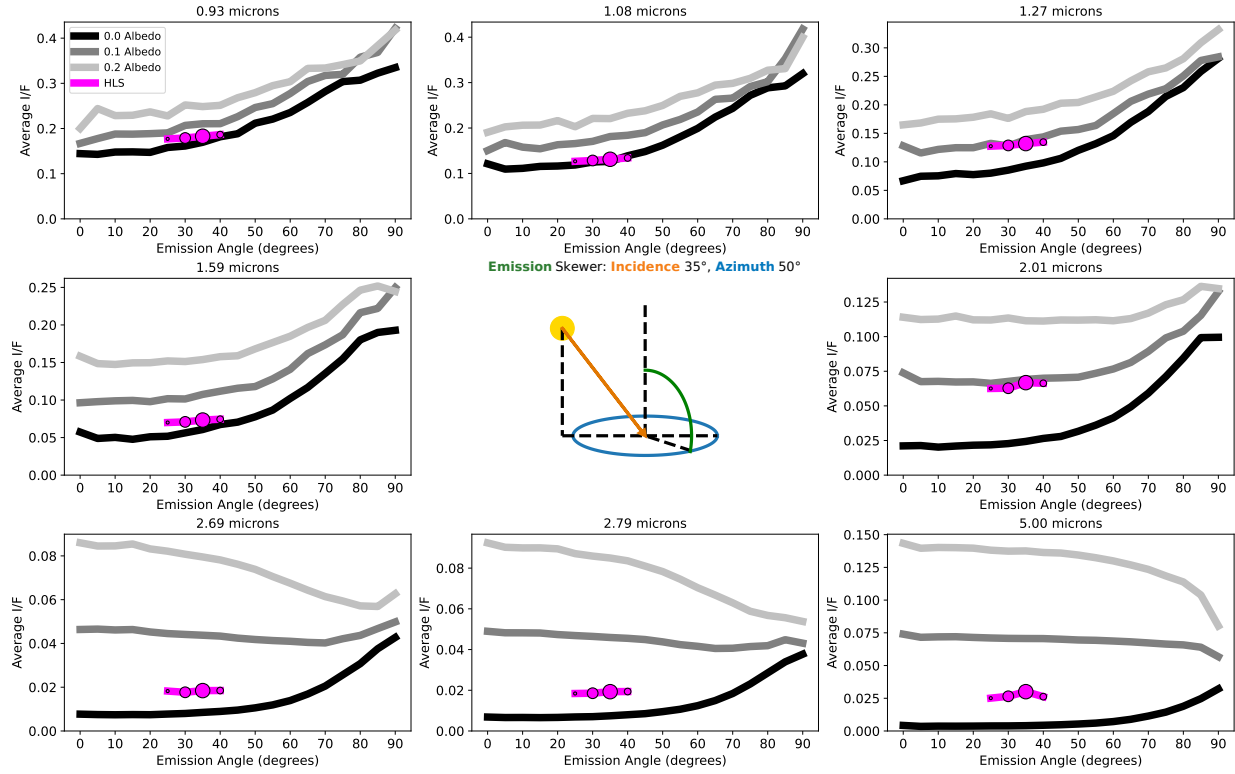 0.93 microns
Average I/F
0.4
0.3
0.2
0.1
0.0
0.0 Albedo
0.1 Albedo
0.2 Albedo
HLS
0 10 20 30 40 50 60 70 80 90
Emission Angle (degrees)
1.08 microns
Average I/F
0.4
0.3
0.2
0.1
0.0
0 10 20 30 40 50 60 70 80 90
Emission Angle (degrees)
1.27 microns
Average I/F
0.30
0.25
0.20
0.15
0.10
0.05
0.00
0 10 20 30 40 50 60 70 80 90
Emission Angle (degrees)
1.59 microns
Average I/F
0.25
0.20
0.15
0.10
0.05
0.00
0 10 20 30 40 50 60 70 80 90
Emission Angle (degrees)
Emission Skewer: Incidence 35°, Azimuth 50°
2.01 microns
Average I/F
0.125
0.100
0.075
0.050
0.025
0.000
0 10 20 30 40 50 60 70 80 90
Emission Angle (degrees)
2.69 microns
Average I/F
0.08
0.06
0.04
0.02
0.00
0 10 20 30 40 50 60 70 80 90
Emission Angle (degrees)
2.79 microns
Average I/F
0.08
0.06
0.04
0.02
0.00
0 10 20 30 40 50 60 70 80 90
Emission Angle (degrees)
5.00 microns
Average I/F
0.150
0.125
0.100
0.075
0.050
0.025
0.000
0 10 20 30 40 50 60 70 80 90
Emission Angle (degrees)